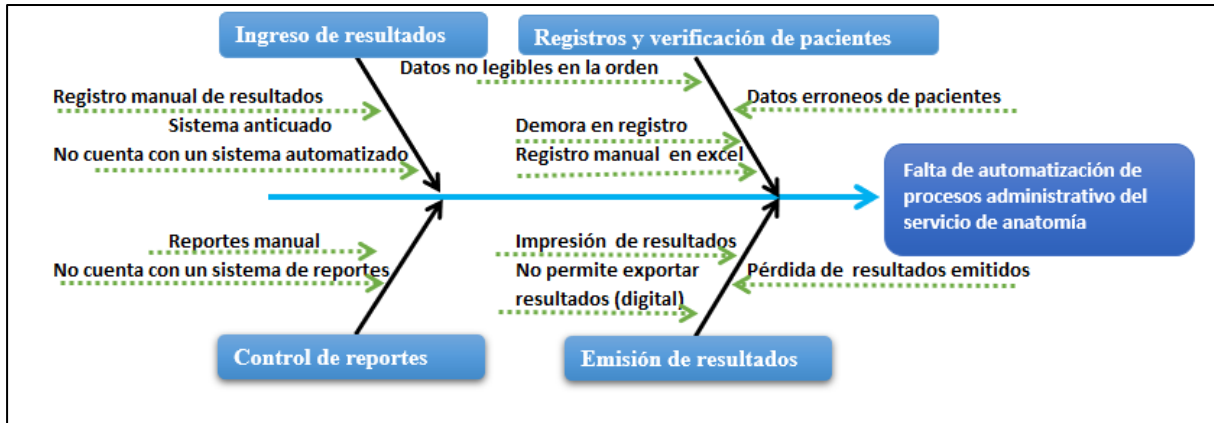 Ingreso de resultados
Registros y verificación de pacientes
Datos no legibles en la orden
Registro manual de resultados
Datos erroneos de pacientes
Sistema anticuado
Demora en registro
No cuenta con un sistema automatizado
Registro manual en excel
Falta de automatización de
procesos administrativo del
servicio de anatomía
Reportes manual
Impresión de resultados
No cuenta con un sistema de reportes
No permite exportar
resultados (digital)
Pérdida de resultados emitidos
Control de reportes
Emisión de resultados